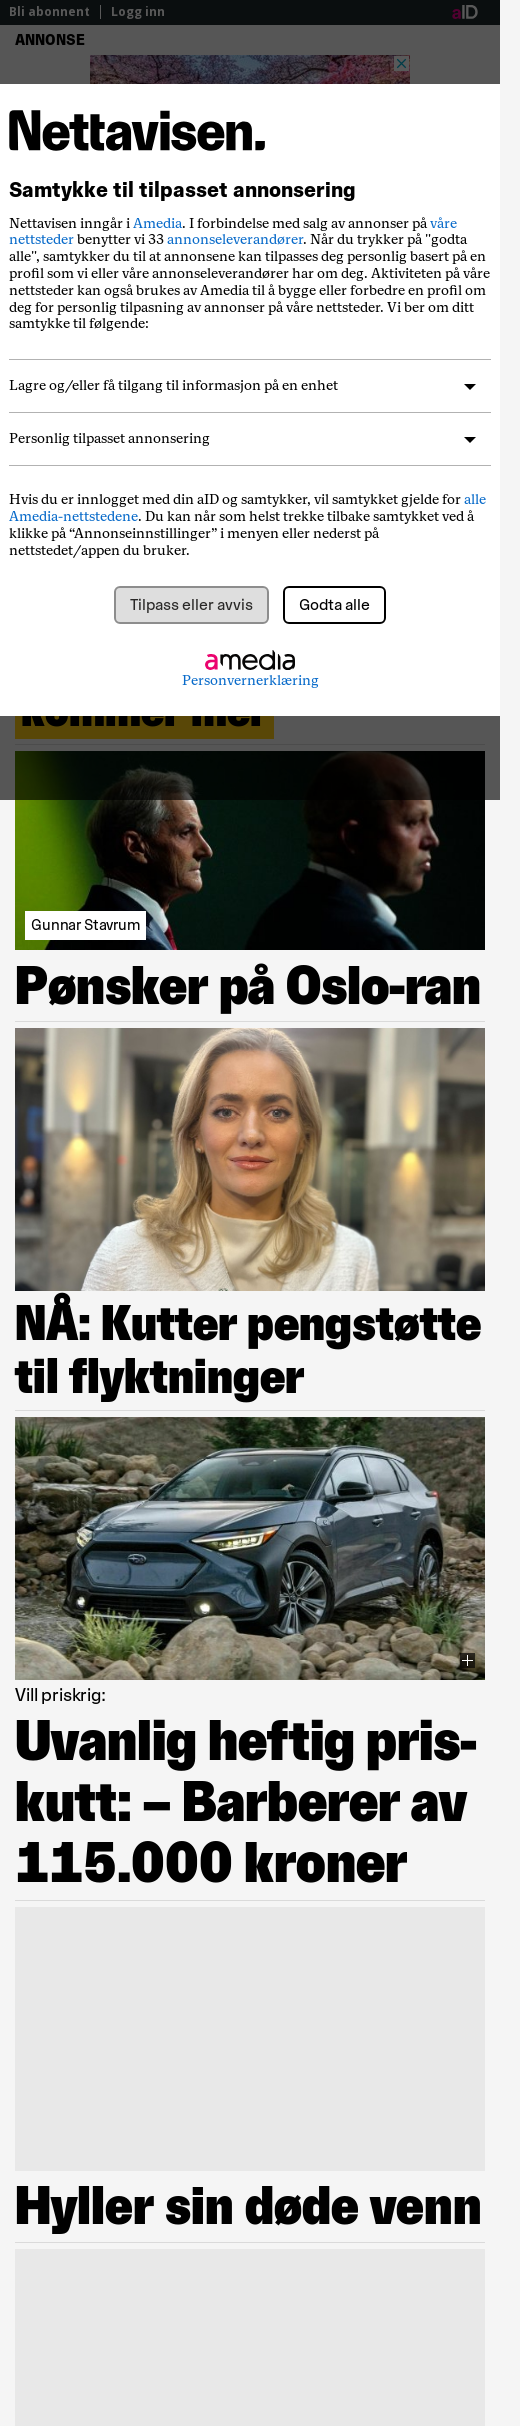 Bli abonnent | Logg inn aID
ANNONSE
Nettavisen.
Samtykke til tilpasset annonsering
Nettavisen inngår i Amedia. I forbindelse med salg av annonser på våre
nettsteder benytter vi 33 annonseleverandører. Når du trykker på "godta
alle", samtykker du til at annonsene kan tilpasses deg personlig basert på en
profil som vi eller våre annonseleverandører har om deg. Aktiviteten på våre
nettsteder kan også brukes av Amedia til å bygge eller forbedre en profil om
deg for personlig tilpasning av annonser på våre nettsteder. Vi ber om ditt
samtykke til følgende:
Lagre og/eller få tilgang til informasjon på en enhet
Personlig tilpasset annonsering
Hvis du er innlogget med din aID og samtykker, vil samtykket gjelde for alle
Amedia-nettstedene. Du kan når som helst trekke tilbake samtykket ved å
klikke på “Annonseinnstillinger” i menyen eller nederst på
nettstedet/appen du bruker.
Tilpass eller avvis Godta alle
amedia
Personvernerklæring
kommer her
Gunnar Stavrum
Pønsker på Oslo-ran
NÅ: Kutter pengstøtte
til flyktninger
Vill priskrig:
Uvanlig heftig pris-
kutt: – Barberer av
115.000 kroner
Hyller sin døde venn